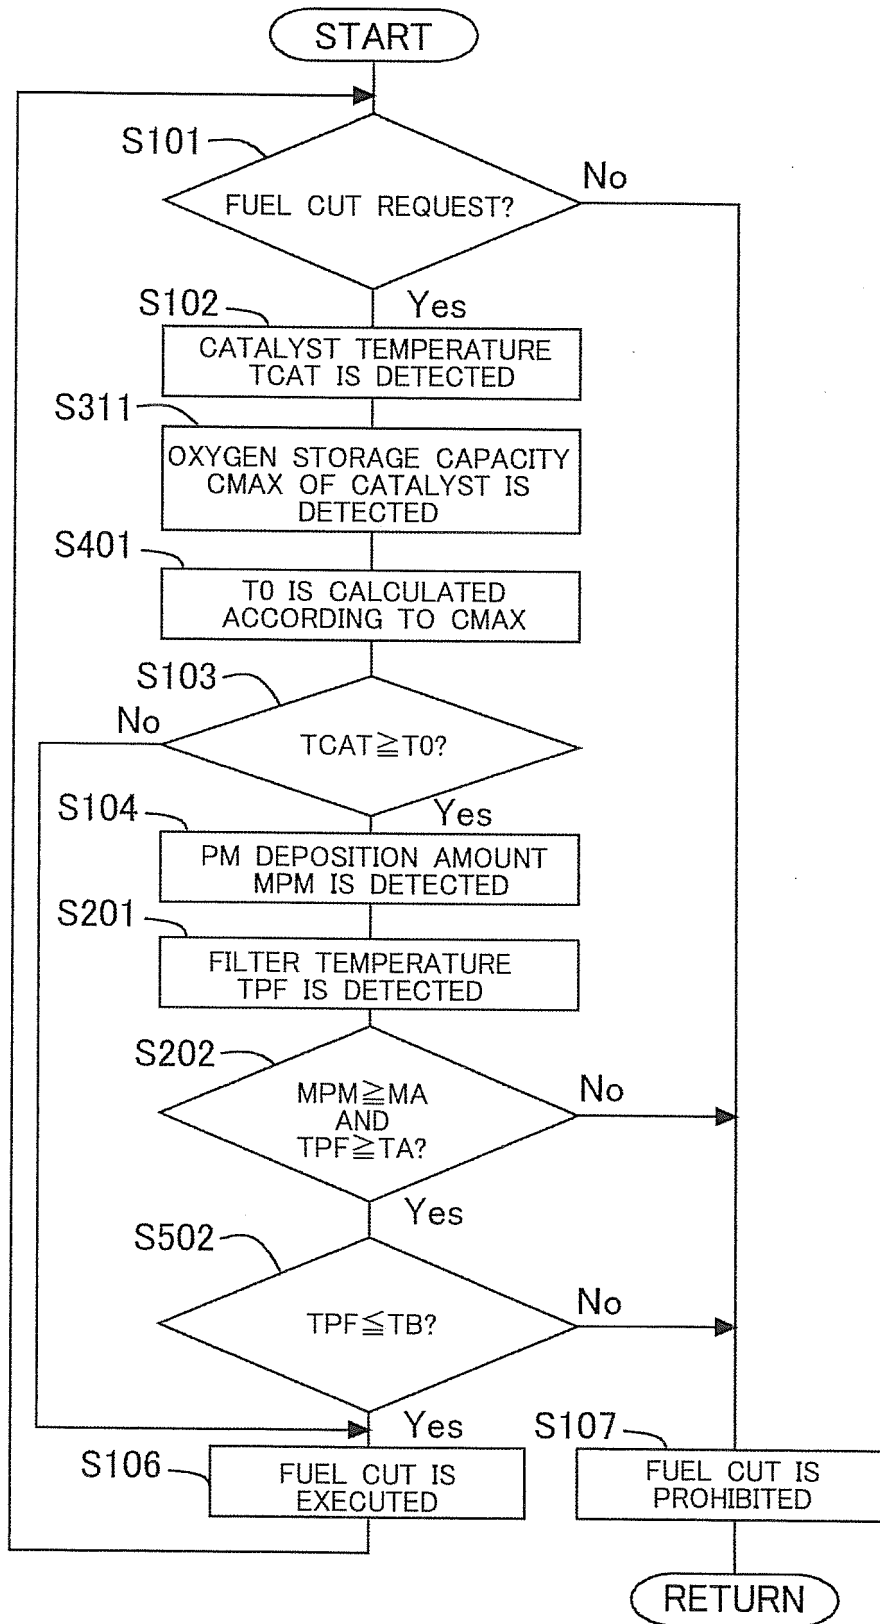 START
S101
FUEL CUT REQUEST?
No
Yes
S102
CATALYST TEMPERATURE
TCAT IS DETECTED
S311
OXYGEN STORAGE CAPACITY
CMAX OF CATALYST IS
DETECTED
S401
T0 IS CALCULATED
ACCORDING TO CMAX
S103
No
TCAT≧T0?
Yes
S104
PM DEPOSITION AMOUNT
MPM IS DETECTED
S201
FILTER TEMPERATURE
TPF IS DETECTED
S202
MPM≧MA
AND
TPF≧TA?
No
Yes
S502
TPF≦TB?
No
Yes
S106
FUEL CUT IS
EXECUTED
S107
FUEL CUT IS
PROHIBITED
RETURN